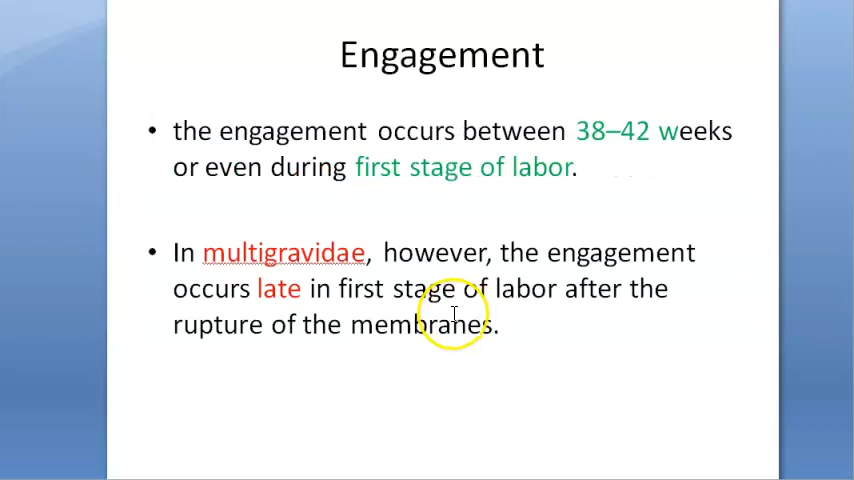 Engagement
• the engagement occurs between 38–42 weeks
or even during first stage of labor.
• In multigravidae, however, the engagement
occurs late in first stage of labor after the
rupture of the membranes.